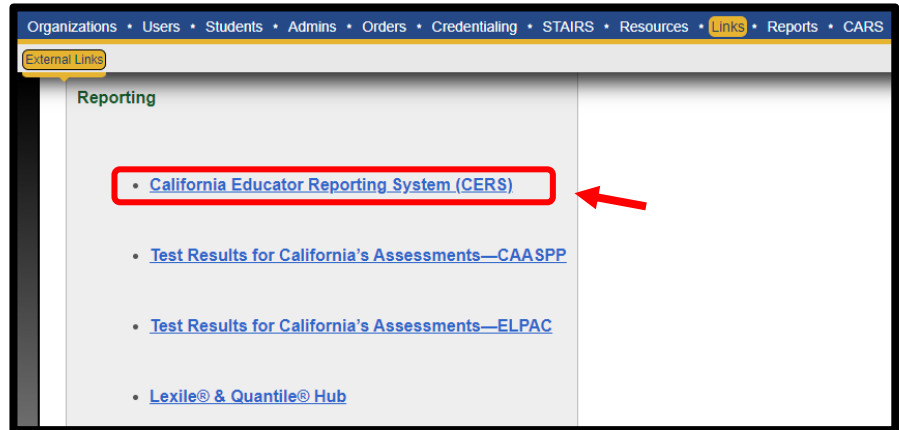 Organizations • Users • Students • Admins • Orders • Credentialing • STAIRS • Resources • Links • Reports • CARS
External Links
Reporting
• California Educator Reporting System (CERS)
• Test Results for California's Assessments—CAASPP
• Test Results for California's Assessments—ELPAC
• Lexile® & Quantile® Hub